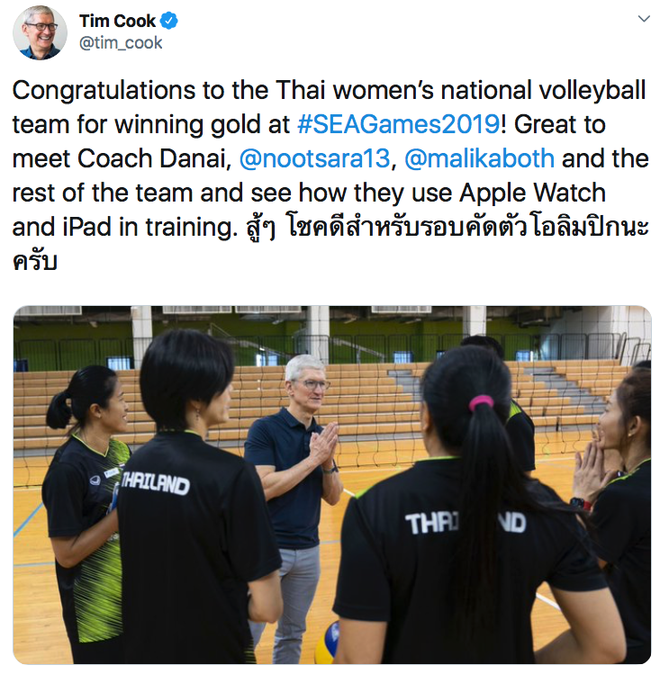 Tim Cook
@tim_cook
Congratulations to the Thai women's national volleyball
team for winning gold at #SEAGames2019! Great to
meet Coach Danai, @nootsara13, @malikaboth and the
rest of the team and see how they use Apple Watch
and iPad in training. สู้ๆ โชคดีสำหรับรอบคัดตัวโอลิมปิกนะ
ครับ
THAILAND